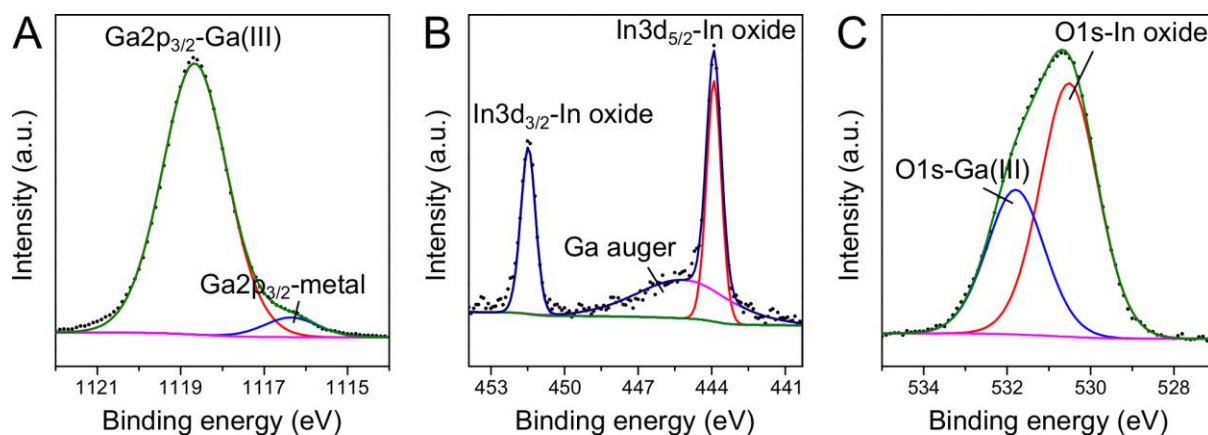 A
Ga2p3/2-Ga(III)
Ga2p3/2-metal
Intensity (a.u.)
1121 1119 1117 1115
Binding energy (eV)
B
In3d5/2-In oxide
In3d3/2-In oxide
Ga auger
Intensity (a.u.)
453 450 447 444 441
Binding energy (eV)
C
O1s-In oxide
O1s-Ga(III)
Intensity (a.u.)
534 532 530 528
Binding energy (eV)